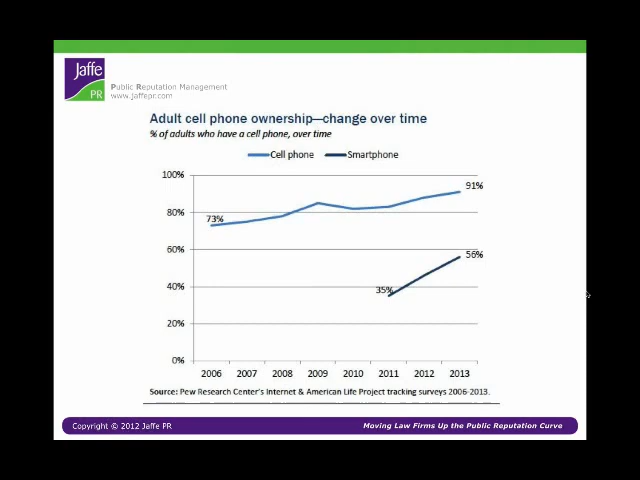 Jaffe
PR
Public Reputation Management
www.jaffepr.com
Adult cell phone ownership—change over time
% of adults who have a cell phone, over time
Cell phone Smartphone
100%
91%
80%
73%
60%
56%
40%
35%
20%
0%
2006 2007 2008 2009 2010 2011 2012 2013
Source: Pew Research Center's Internet & American Life Project tracking surveys 2006-2013.
Copyright © 2012 Jaffe PR
Moving Law Firms Up the Public Reputation Curve